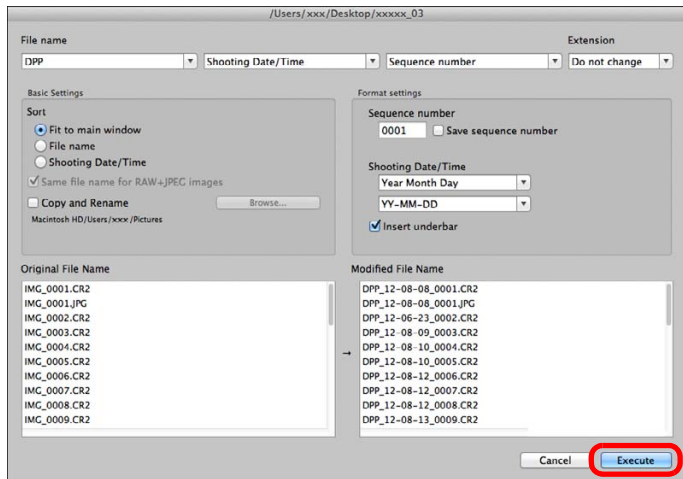 /Users/xxx/Desktop/xxxxx_03
File name
Extension
DPP
Shooting Date/Time
Sequence number
Do not change
Basic Settings
Sort
Fit to main window
File name
Shooting Date/Time
Same file name for RAW+JPEG images
Copy and Rename
Browse...
Macintosh HD/Users/xxx/Pictures
Format settings
Sequence number
0001
Save sequence number
Shooting Date/Time
Year Month Day
YY-MM-DD
Insert underbar
Original File Name
IMG_0001.CR2
IMG_0001.JPG
IMG_0002.CR2
IMG_0003.CR2
IMG_0004.CR2
IMG_0005.CR2
IMG_0006.CR2
IMG_0007.CR2
IMG_0008.CR2
IMG_0009.CR2
→
Modified File Name
DPP_12-08-08_0001.CR2
DPP_12-08-08_0001.JPG
DPP_12-06-23_0002.CR2
DPP_12-08-09_0003.CR2
DPP_12-08-10_0004.CR2
DPP_12-08-10_0005.CR2
DPP_12-08-12_0006.CR2
DPP_12-08-12_0007.CR2
DPP_12-08-12_0008.CR2
DPP_12-08-13_0009.CR2
Cancel
Execute